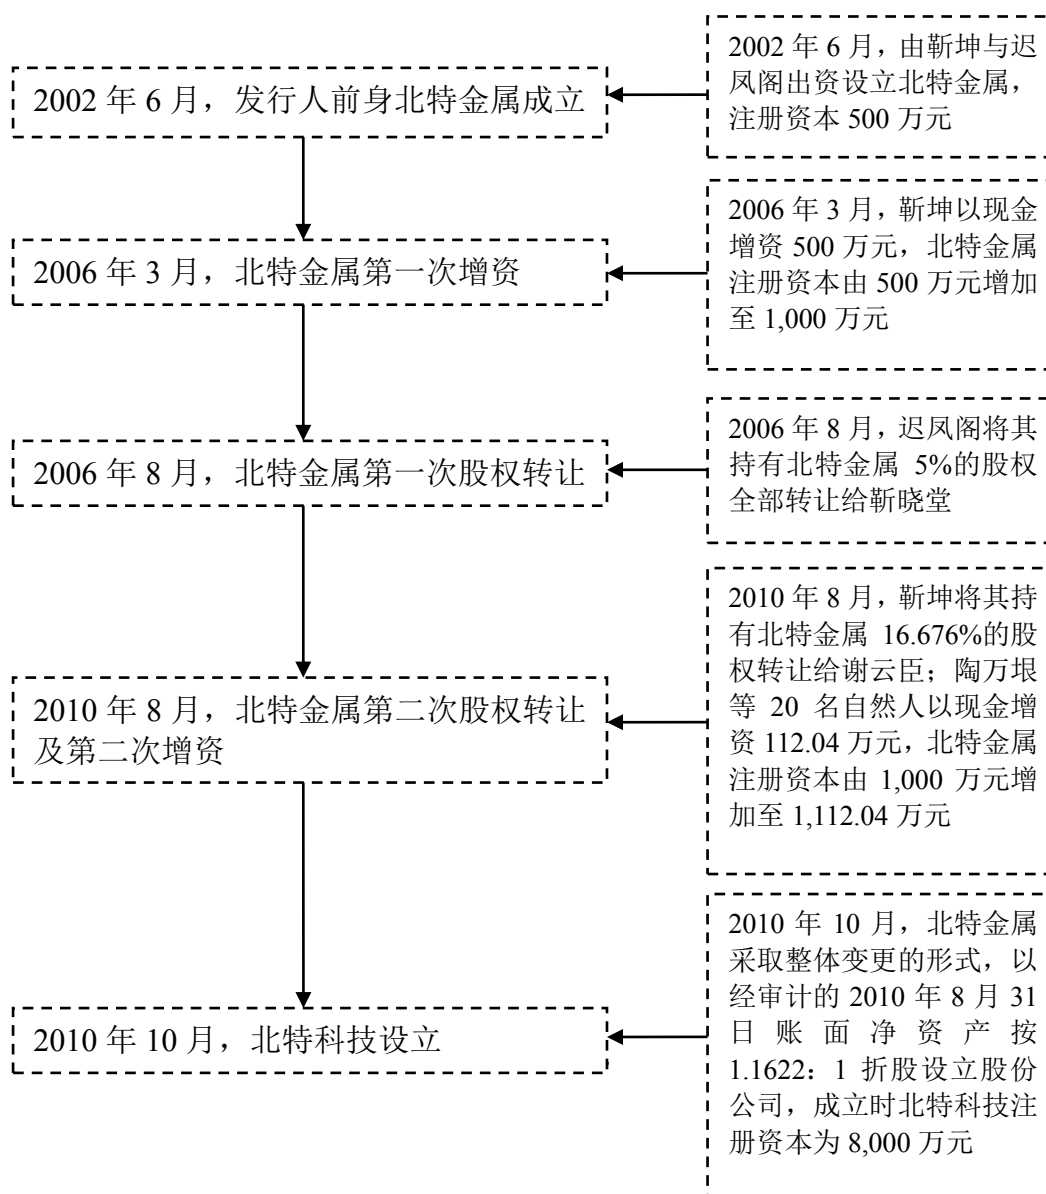 2002 年 6 月，发行人前身北特金属成立
2002 年 6 月，由靳坤与迟
凤阁出资设立北特金属，
注册资本 500 万元
2006 年 3 月，北特金属第一次增资
2006 年 3 月，靳坤以现金
增资 500 万元，北特金属
注册资本由 500 万元增加
至 1,000 万元
2006 年 8 月，北特金属第一次股权转让
2006 年 8 月，迟凤阁将其
持有北特金属 5%的股权
全部转让给靳晓堂
2010 年 8 月，北特金属第二次股权转让
及第二次增资
2010 年 8 月，靳坤将其持
有北特金属 16.676%的股
权转让给谢云臣；陶万垠
等 20 名自然人以现金增
资 112.04 万元，北特金属
注册资本由 1,000 万元增
加至 1,112.04 万元
2010 年 10 月，北特科技设立
2010 年 10 月，北特金属
采取整体变更的形式，以
经审计的 2010 年 8 月 31
日账面净资产按
1.1622：1 折股设立股份
公司，成立时北特科技注
册资本为 8,000 万元